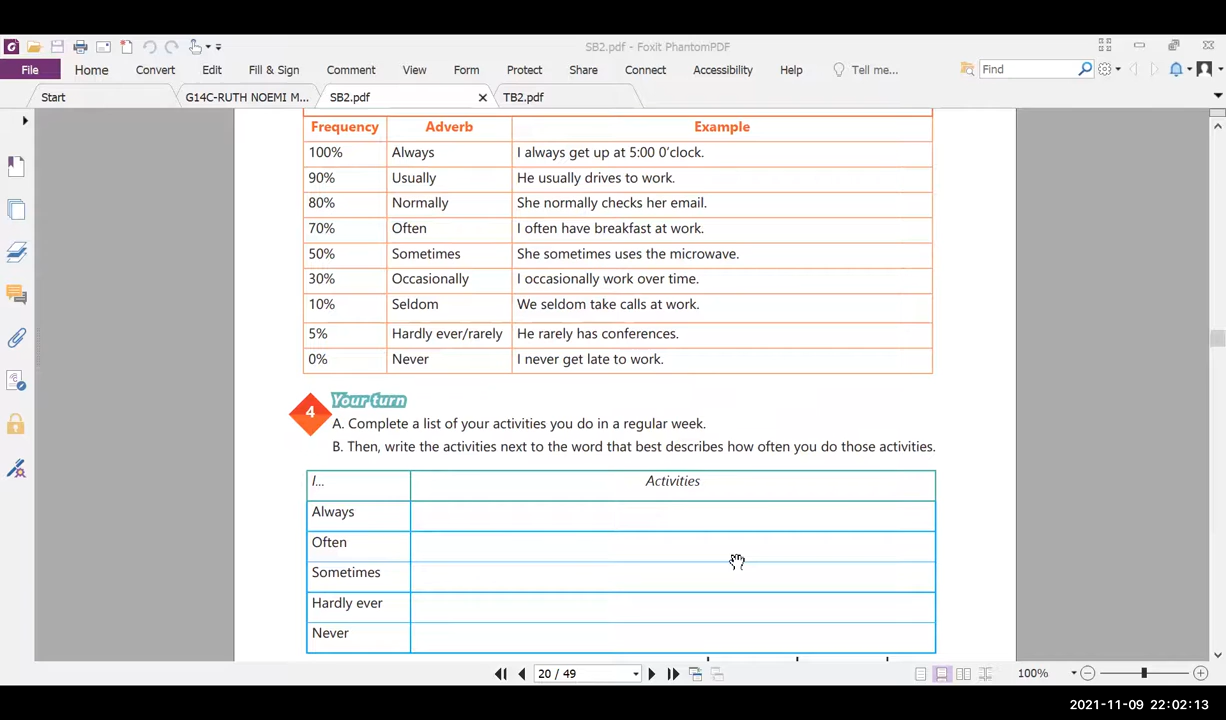 SB2.pdf - Foxit PhantomPDF
File Home Convert Edit Fill & Sign Comment View Form Protect Share Connect Accessibility Help Tell me... Find
Start G14C-RUTH NOEMI M... SB2.pdf TB2.pdf
Frequency Adverb Example
100% Always I always get up at 5:00 0'clock.
90% Usually He usually drives to work.
80% Normally She normally checks her email.
70% Often I often have breakfast at work.
50% Sometimes She sometimes uses the microwave.
30% Occasionally I occasionally work over time.
10% Seldom We seldom take calls at work.
5% Hardly ever/rarely He rarely has conferences.
0% Never I never get late to work.
4 Your turn
A. Complete a list of your activities you do in a regular week.
B. Then, write the activities next to the word that best describes how often you do those activities.
I... Activities
Always
Often
Sometimes
Hardly ever
Never
20 / 49 100%
2021-11-09 22:02:13